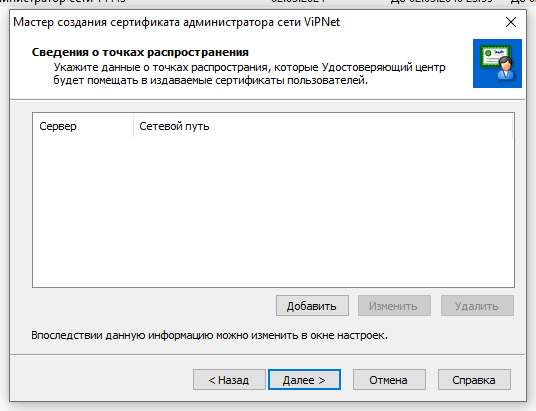 Мастер создания сертификата администратора сети ViPNet
Сведения о точках распространения
Укажите данные о точках распространия, которые Удостоверяющий центр
будет помещать в издаваемые сертификаты пользователей.
Сервер Сетевой путь
Добавить Изменить Удалить
Впоследствии данную информацию можно изменить в окне настроек.
< Назад Далее > Отмена Справка